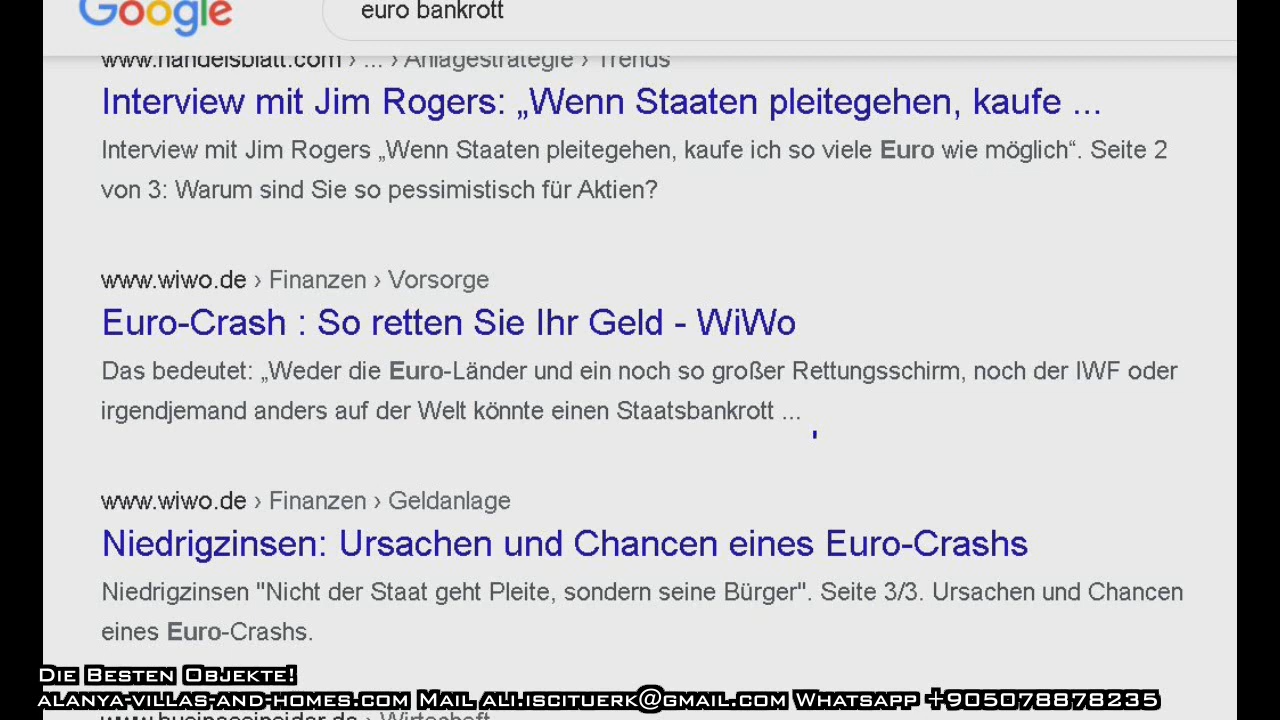 Google
euro bankrott
www.handelsblatt.com › ... › Anlagestrategie › Trends
Interview mit Jim Rogers: „Wenn Staaten pleitegehen, kaufe ...
Interview mit Jim Rogers „Wenn Staaten pleitegehen, kaufe ich so viele Euro wie möglich“. Seite 2
von 3: Warum sind Sie so pessimistisch für Aktien?
www.wiwo.de › Finanzen › Vorsorge
Euro-Crash : So retten Sie Ihr Geld - WiWo
Das bedeutet: „Weder die Euro-Länder und ein noch so großer Rettungsschirm, noch der IWF oder
irgendjemand anders auf der Welt könnte einen Staatsbankrott ...
www.wiwo.de › Finanzen › Geldanlage
Niedrigzinsen: Ursachen und Chancen eines Euro-Crashs
Niedrigzinsen "Nicht der Staat geht Pleite, sondern seine Bürger". Seite 3/3. Ursachen und Chancen
eines Euro-Crashs.
Die Besten Objekte!
alanya-villas-and-homes.com Mail ali.iscituerk@gmail.com Whatsapp +905078878235
www.businessinsider.de › Wirtschaft